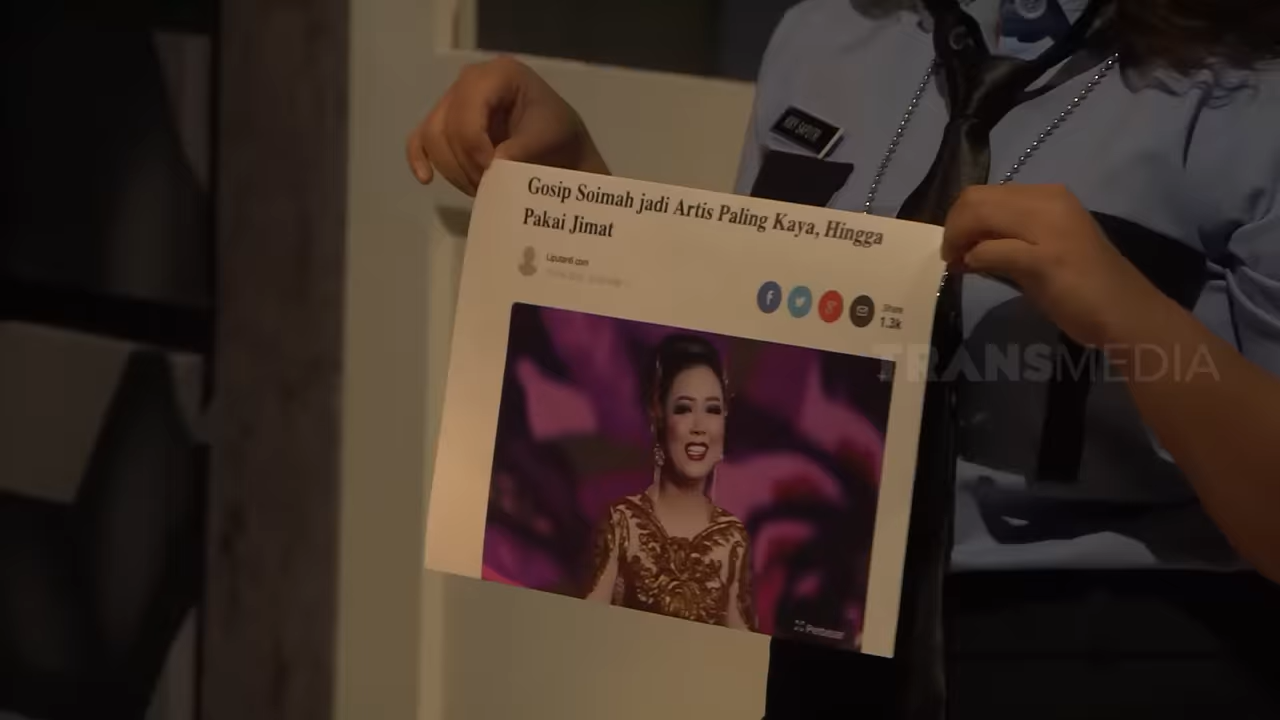 Gosip Soimah jadi Artis Paling Kaya, Hingga
Pakai Jimat
Liputan6.com
Share
1.3k
TRANSMEDIA